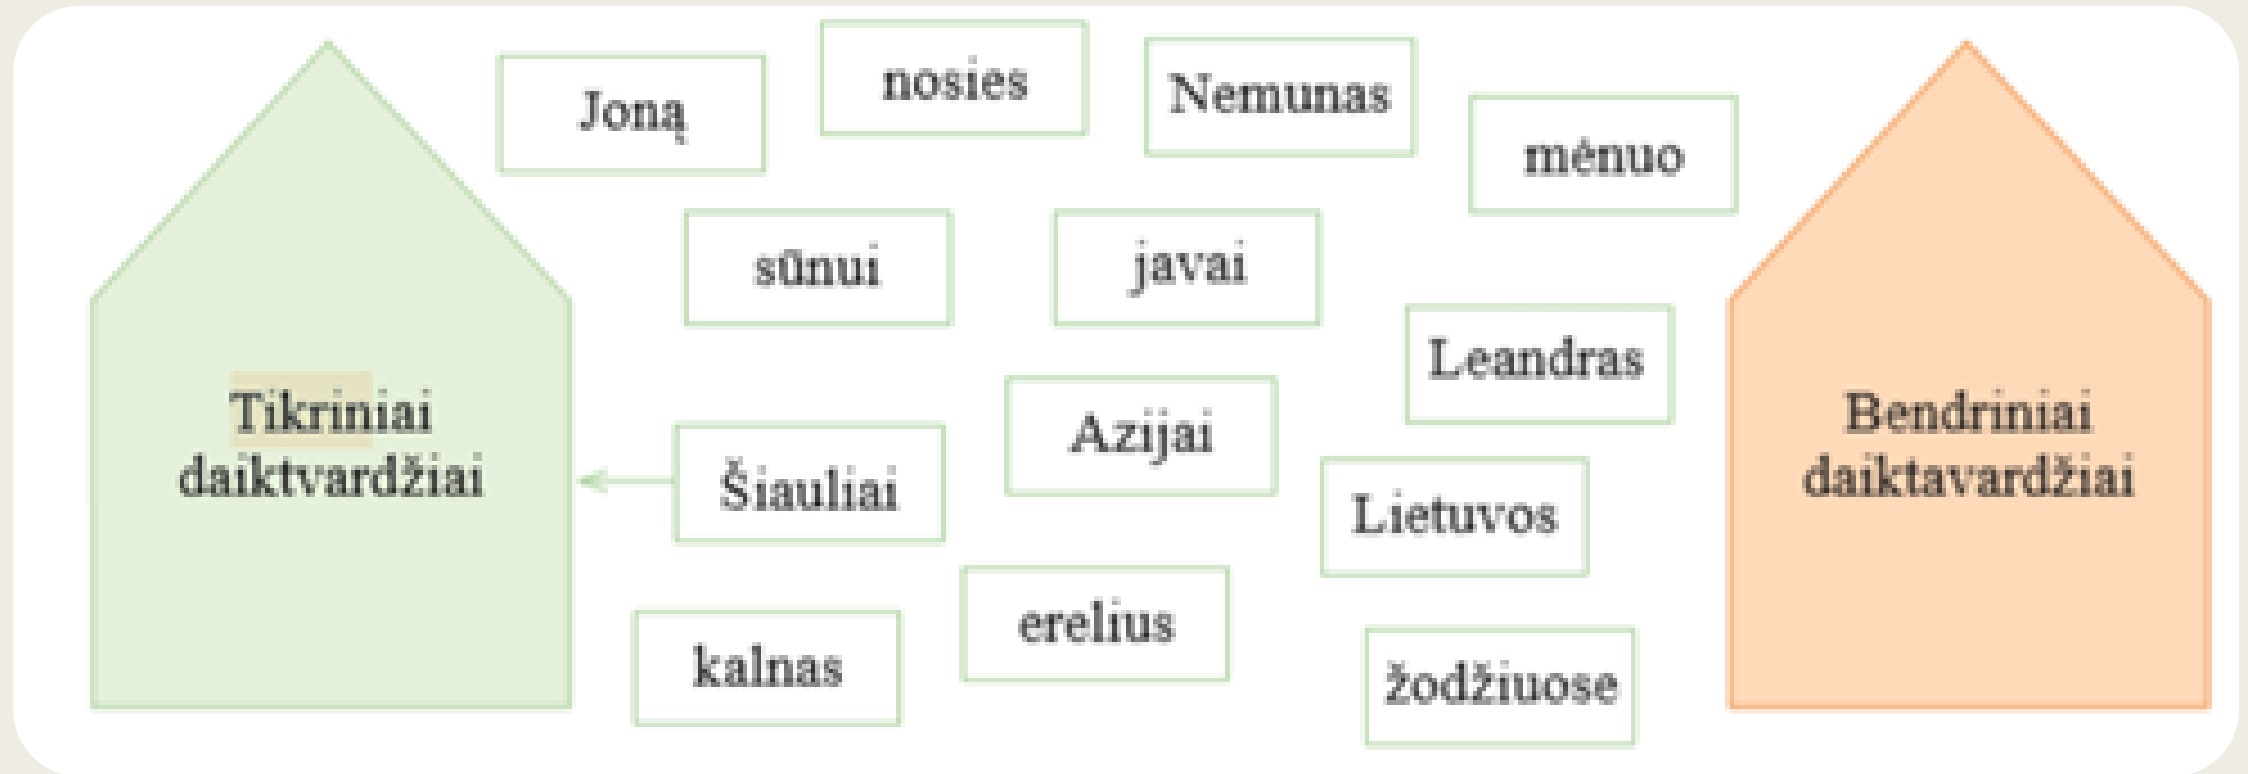 Joną
nosies
Nemunas
mėnuo
sūnui
javai
Leandras
Tikriniai
daiktvardžiai
Azijai
Bendriniai
daiktavardžiai
Šiauliai
Lietuvos
erelius
kalnas
žodžiuose